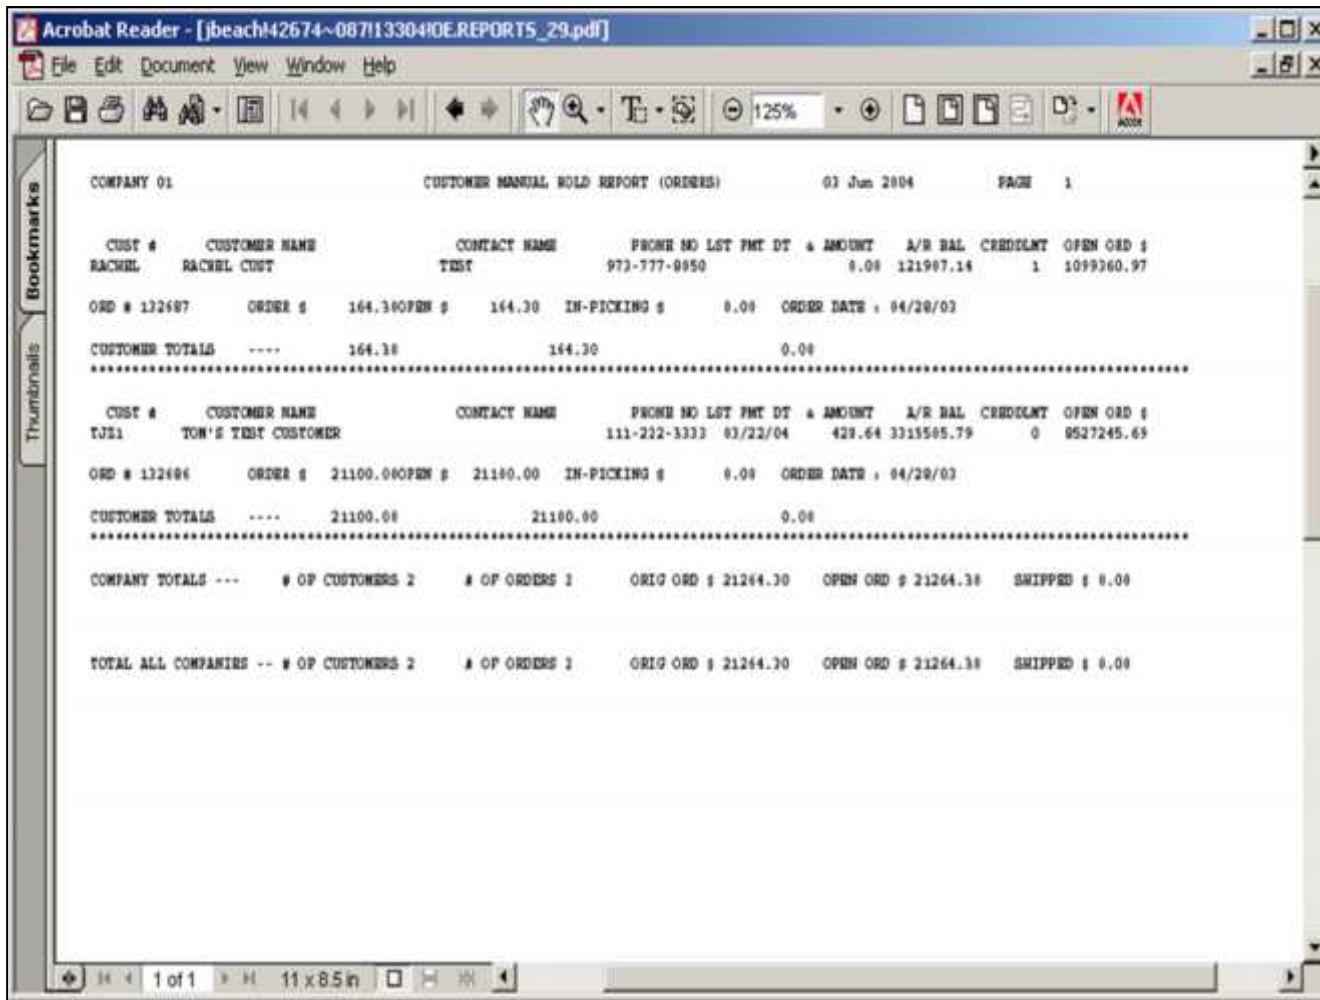 Acrobat Reader - [jbeach!42674~087!13304!OE.REPORTS_29.pdf]
File Edit Document View Window Help
125%
Bookmarks
Thumbnails
COMPANY 01 CUSTOMER MANUAL HOLD REPORT (ORDERS) 03 Jun 2004 PAGE 1
CUST # CUSTOMER NAME CONTACT NAME PHONE NO LST PMT DT & AMOUNT A/R BAL CREDDLMT OPEN ORD $
RACHEL RACHEL CUST TEST 973-777-8050 0.00 121907.14 1 1099360.97
ORD # 132687 ORDER $ 164.30OPEN $ 164.30 IN-PICKING $ 0.00 ORDER DATE : 04/28/03
CUSTOMER TOTALS ---- 164.30 164.30 0.00
CUST # CUSTOMER NAME CONTACT NAME PHONE NO LST PMT DT & AMOUNT A/R BAL CREDDLMT OPEN ORD $
TJZ1 TOM'S TEST CUSTOMER 111-222-3333 03/22/04 428.64 3315505.79 0 8527245.69
ORD # 132686 ORDER $ 21100.00OPEN $ 21100.00 IN-PICKING $ 0.00 ORDER DATE : 04/28/03
CUSTOMER TOTALS ---- 21100.00 21100.00 0.00
COMPANY TOTALS --- # OF CUSTOMERS 2 # OF ORDERS ORIG ORD $ 21264.30 OPEN ORD $ 21264.30 SHIPPED $ 0.00
TOTAL ALL COMPANIES -- # OF CUSTOMERS 2 # OF ORDERS ORIG ORD $ 21264.30 OPEN ORD $ 21264.30 SHIPPED $ 0.00
1 of 1 11 x 8.5 in